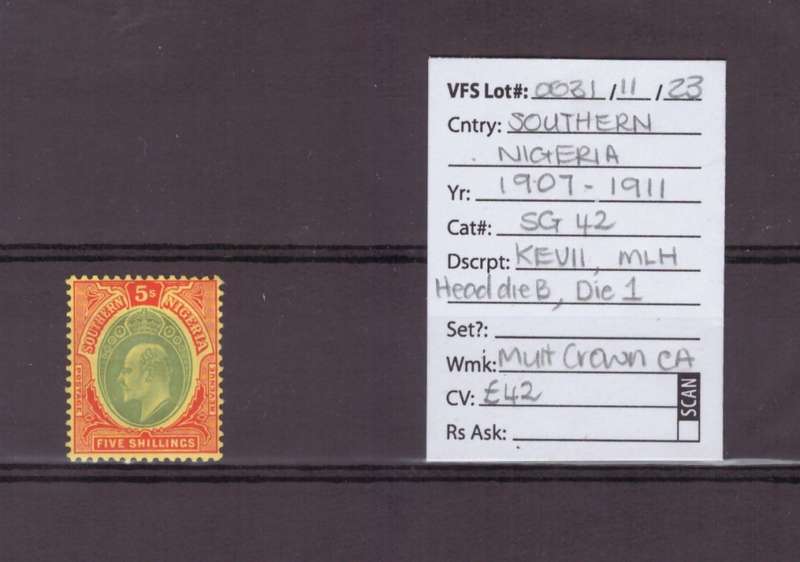 5s
SOUTHERN NIGERIA
POSTAGE
REVENUE
FIVE SHILLINGS
VFS Lot#: 0031 / 11 / 23
Cntry: SOUTHERN
NIGERIA
Yr: 1907 - 1911
Cat#: SG 42
Dscrpt: KEVII, MLH
Head die B, Die 1
Set?:
Wmk: Mult Crown CA
CV: £42
SCAN
Rs Ask: